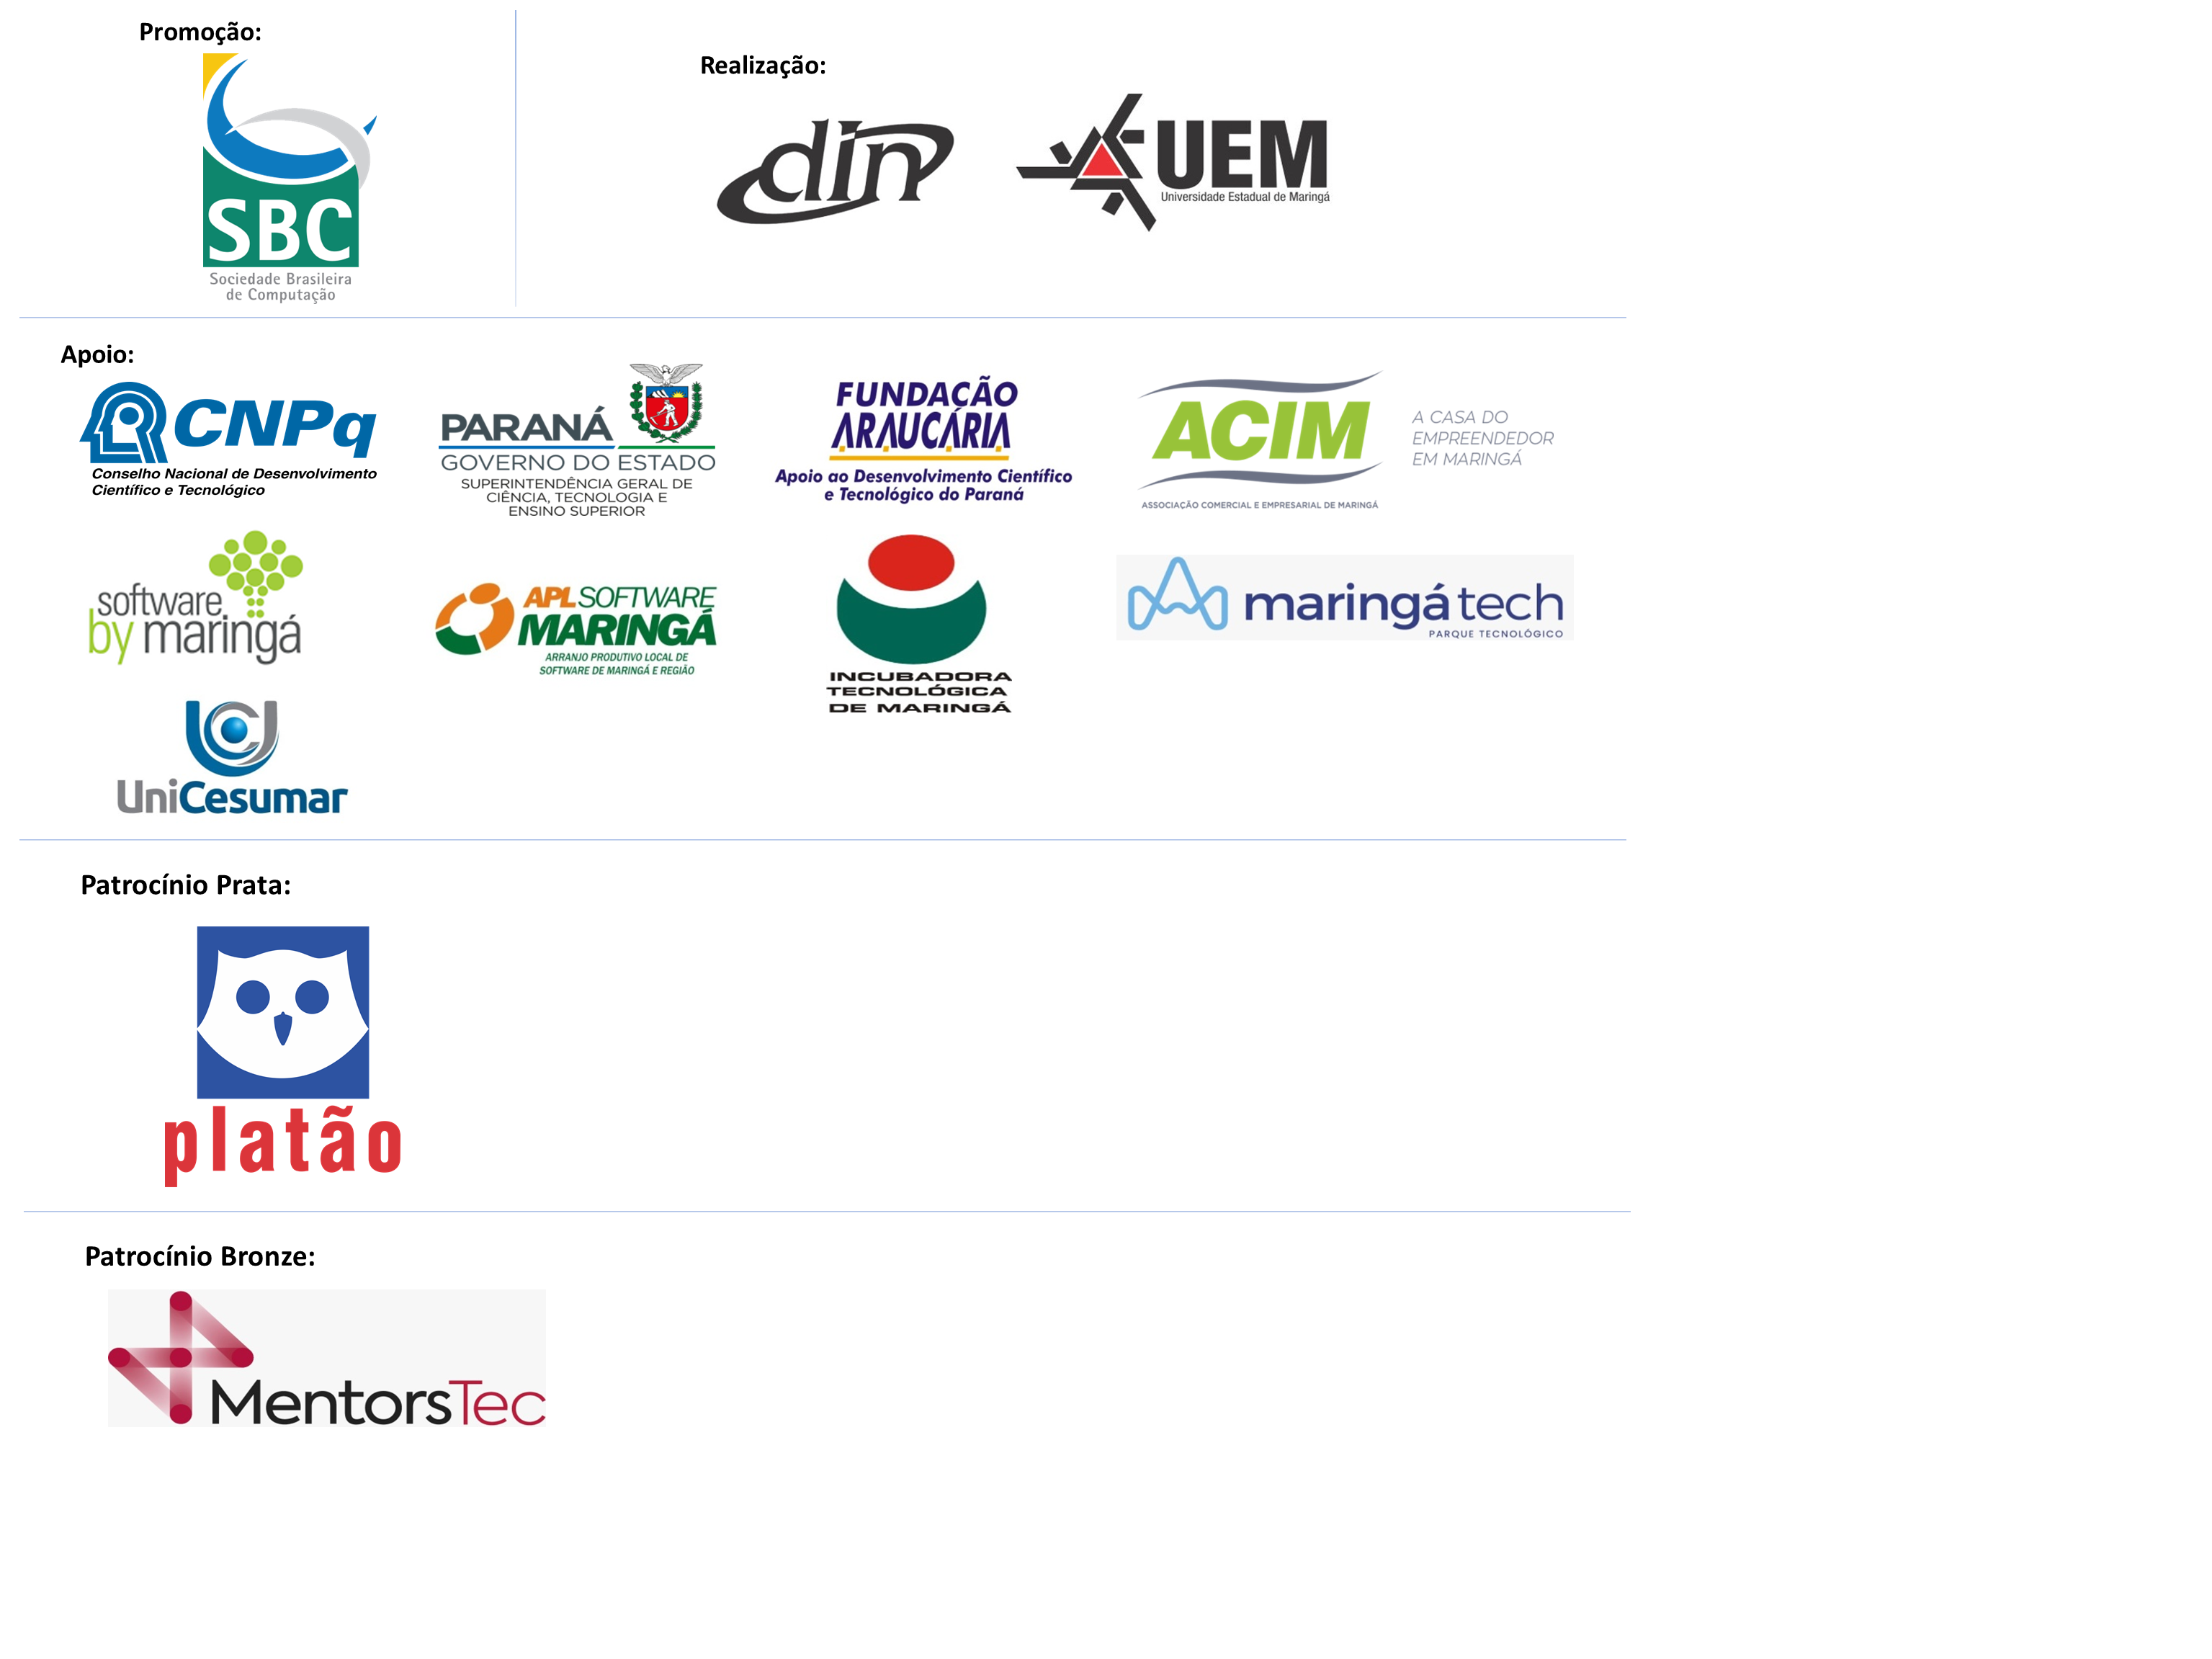 Promoção:
SBC
Sociedade Brasileira
de Computação
Realização:
din
UEM
Universidade Estadual de Maringá
Apoio:
CNPq
Conselho Nacional de Desenvolvimento
Científico e Tecnológico
PARANÁ
GOVERNO DO ESTADO
SUPERINTENDÊNCIA GERAL DE
CIÊNCIA, TECNOLOGIA E
ENSINO SUPERIOR
FUNDAÇÃO
ARAUCÁRIA
Apoio ao Desenvolvimento Científico
e Tecnológico do Paraná
ACIM
ASSOCIAÇÃO COMERCIAL E EMPRESARIAL DE MARINGÁ
A CASA DO
EMPREENDEDOR
EM MARINGÁ
software
by maringá
APL SOFTWARE
MARINGÁ
ARRANJO PRODUTIVO LOCAL DE
SOFTWARE DE MARINGÁ E REGIÃO
INCUBADORA
TECNOLÓGICA
DE MARINGÁ
maringá tech
PARQUE TECNOLÓGICO
UniCesumar
Patrocínio Prata:
platão
Patrocínio Bronze:
MentorsTec